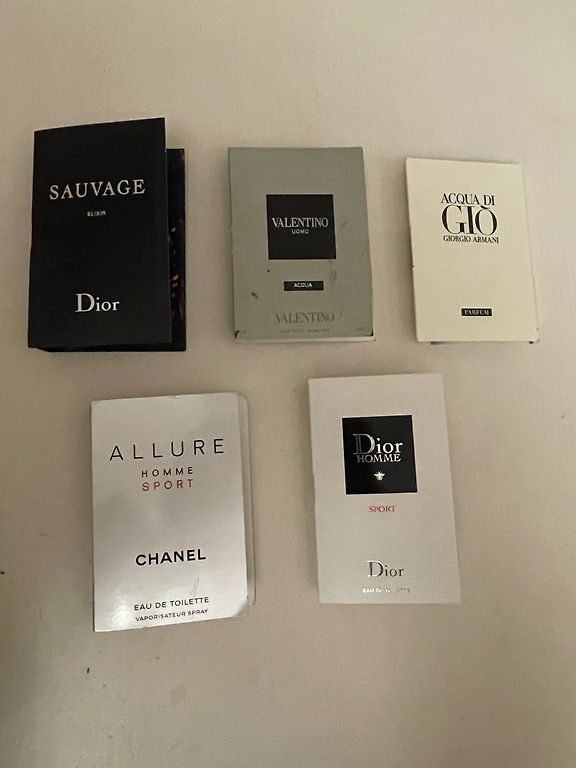 SAUVAGE
ELIXIR
Dior
VALENTINO
UOMO
ACQUA
VALENTINO
ACQUA DI
GIÒ
GIORGIO ARMANI
PARFUM
ALLURE
HOMME
SPORT
CHANEL
EAU DE TOILETTE
VAPORISATEUR SPRAY
Dior
HOMME
SPORT
Dior